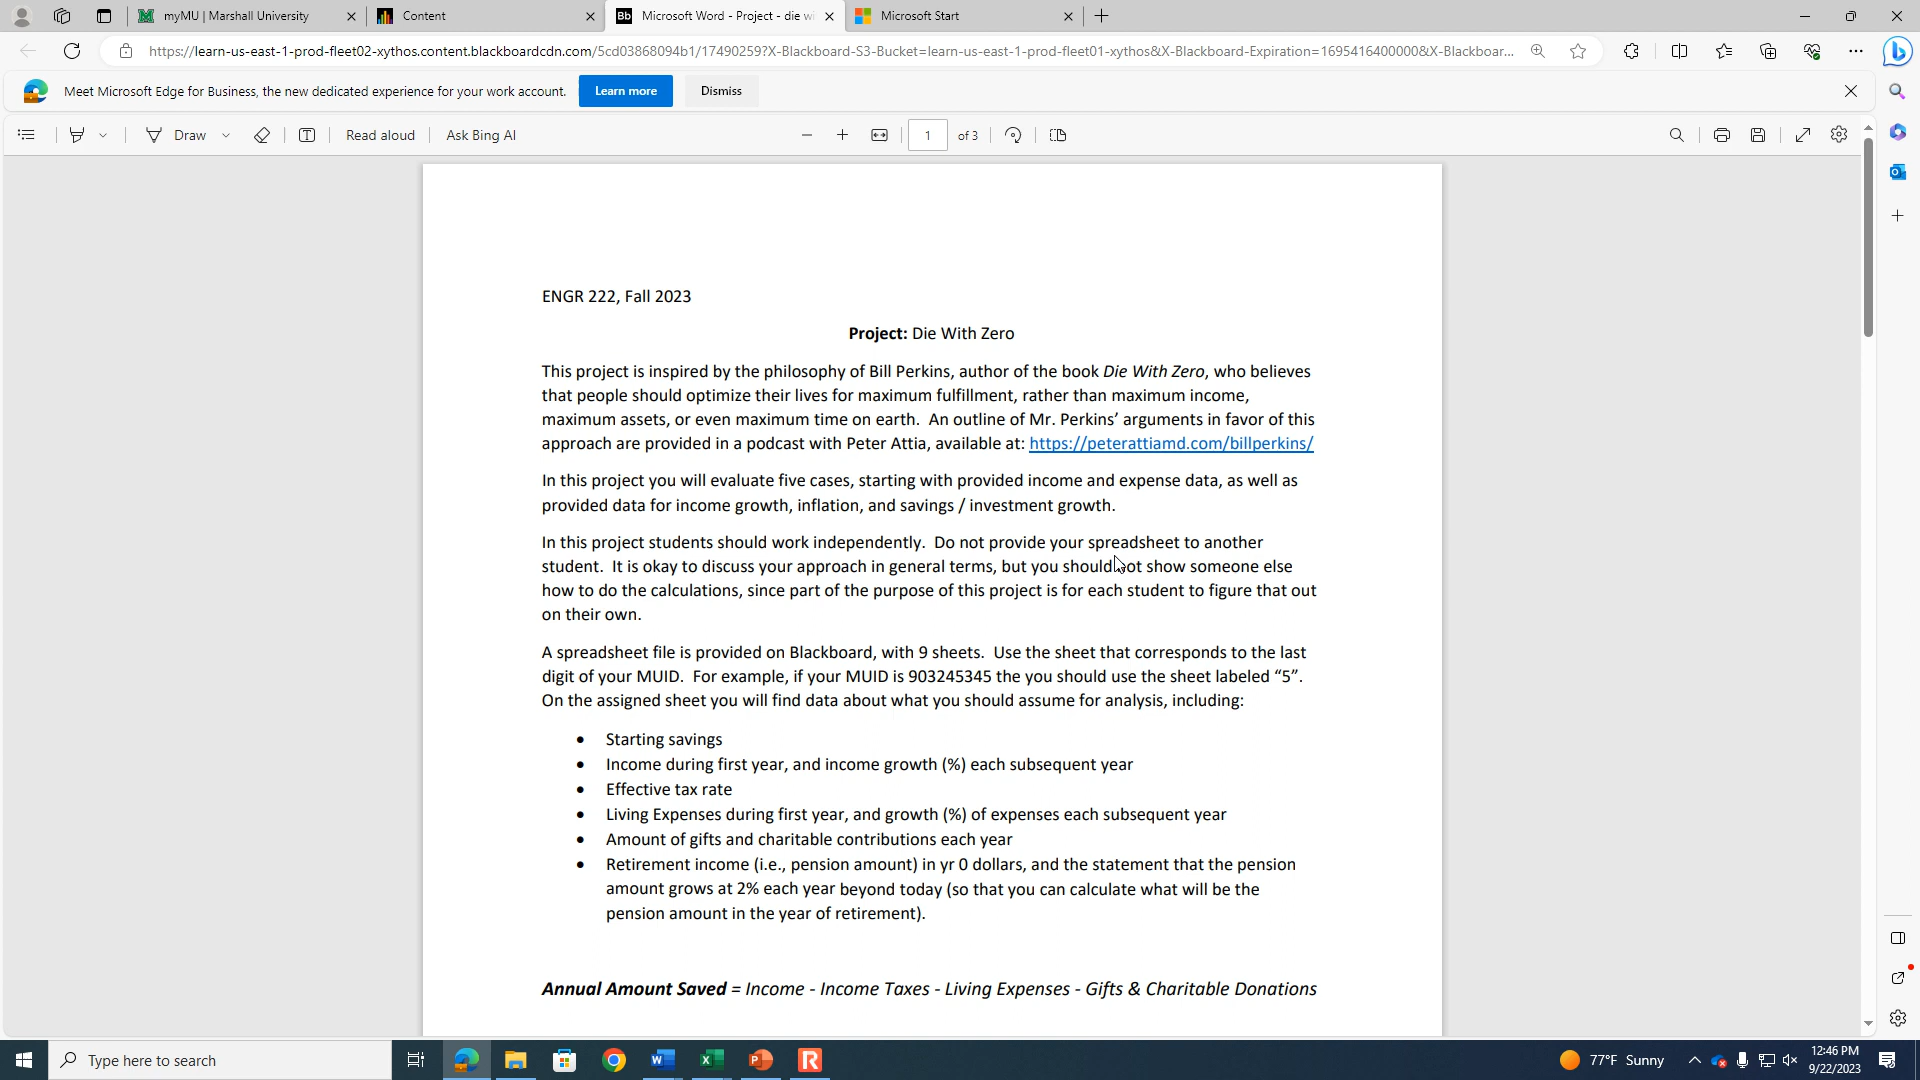 myMU | Marshall University
Content
Microsoft Word - Project - die wi
Microsoft Start
https://learn-us-east-1-prod-fleet02-xythos.content.blackboardcdn.com/5cd03868094b1/17490259?X-Blackboard-S3-Bucket=learn-us-east-1-prod-fleet01-xythos&X-Blackboard-Expiration=1695416400000&X-Blackboar...
Meet Microsoft Edge for Business, the new dedicated experience for your work account.
Learn more
Dismiss
Draw
Read aloud
Ask Bing AI
1 of 3
ENGR 222, Fall 2023
Project: Die With Zero
This project is inspired by the philosophy of Bill Perkins, author of the book Die With Zero, who believes
that people should optimize their lives for maximum fulfillment, rather than maximum income,
maximum assets, or even maximum time on earth. An outline of Mr. Perkins’ arguments in favor of this
approach are provided in a podcast with Peter Attia, available at: https://peterattiamd.com/billperkins/
In this project you will evaluate five cases, starting with provided income and expense data, as well as
provided data for income growth, inflation, and savings / investment growth.
In this project students should work independently. Do not provide your spreadsheet to another
student. It is okay to discuss your approach in general terms, but you should not show someone else
how to do the calculations, since part of the purpose of this project is for each student to figure that out
on their own.
A spreadsheet file is provided on Blackboard, with 9 sheets. Use the sheet that corresponds to the last
digit of your MUID. For example, if your MUID is 903245345 the you should use the sheet labeled “5”.
On the assigned sheet you will find data about what you should assume for analysis, including:
• Starting savings
• Income during first year, and income growth (%) each subsequent year
• Effective tax rate
• Living Expenses during first year, and growth (%) of expenses each subsequent year
• Amount of gifts and charitable contributions each year
• Retirement income (i.e., pension amount) in yr 0 dollars, and the statement that the pension
amount grows at 2% each year beyond today (so that you can calculate what will be the
pension amount in the year of retirement).
Annual Amount Saved = Income - Income Taxes - Living Expenses - Gifts & Charitable Donations
Type here to search
77°F Sunny
12:46 PM
9/22/2023